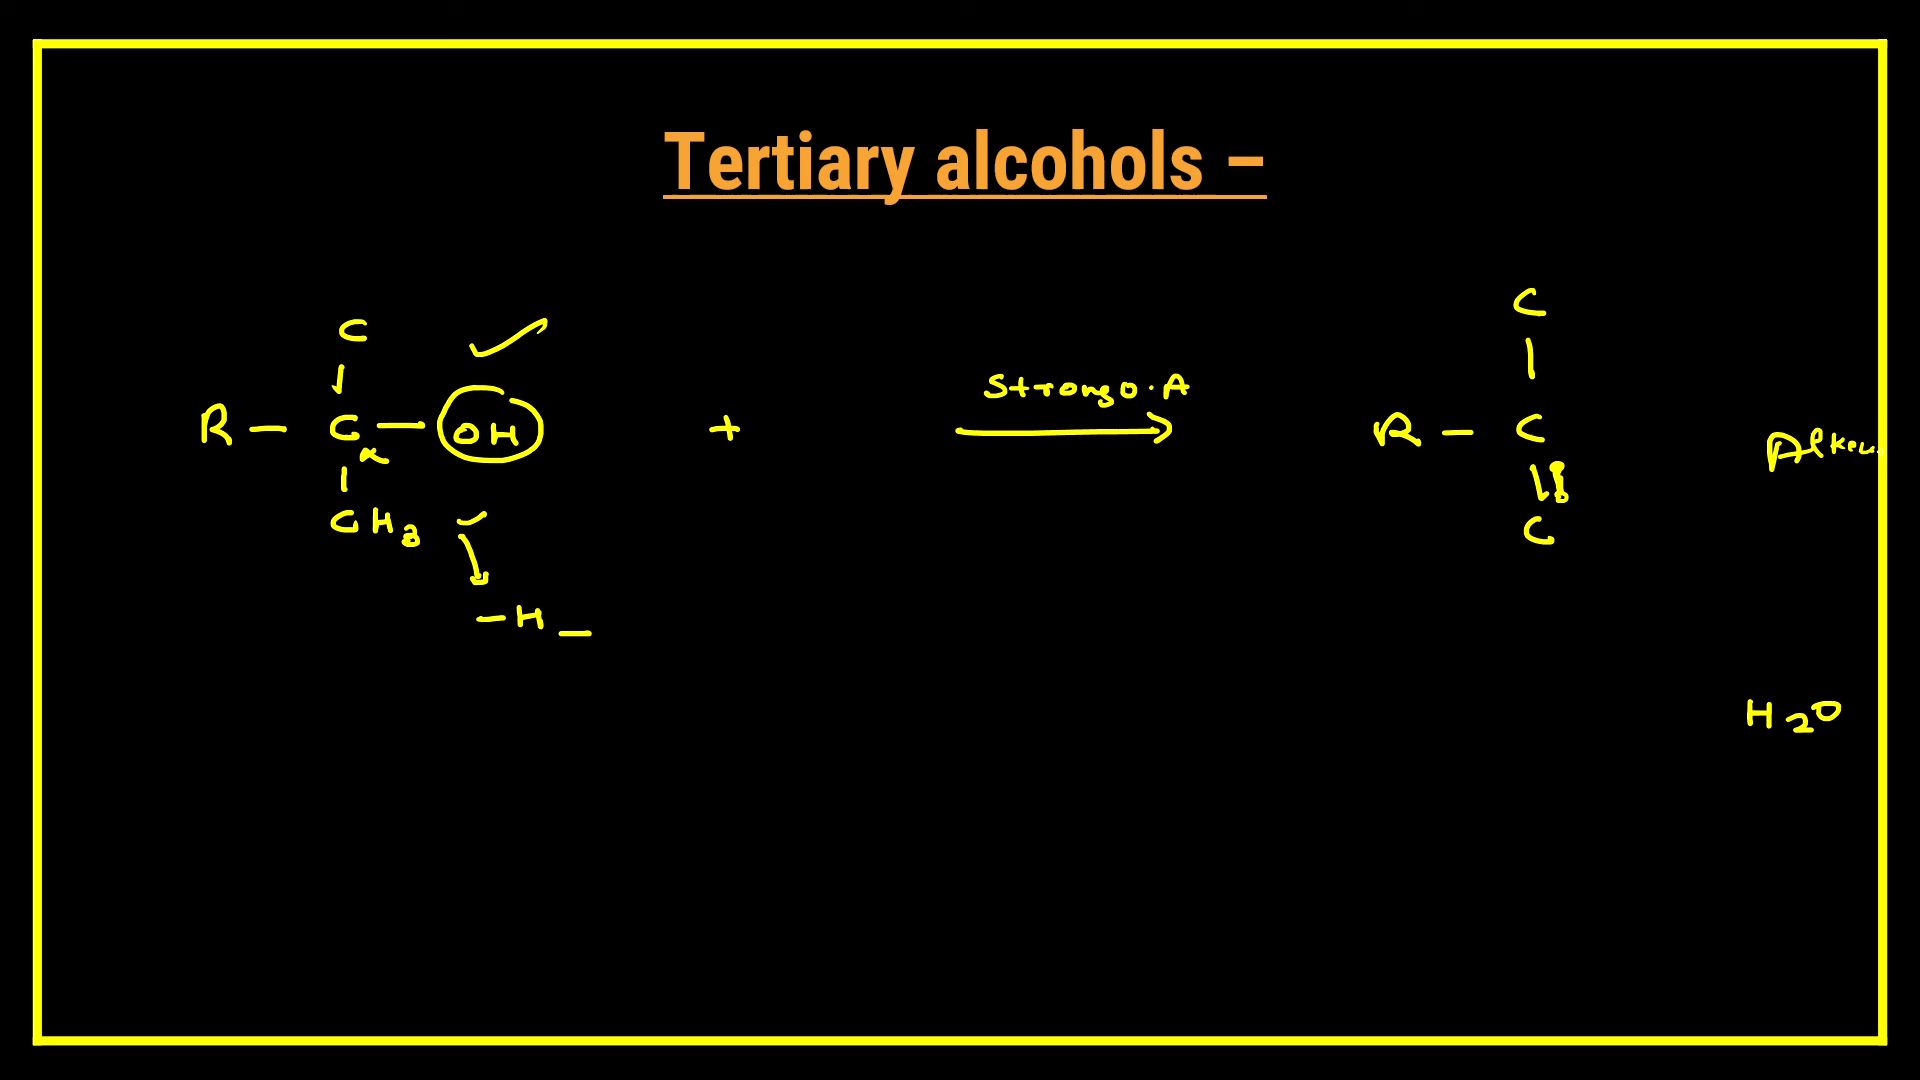 Tertiary alcohols –
C
C
Strong O.A
R – C – OH + → R – C
α
CH3
C
– H –
H2O